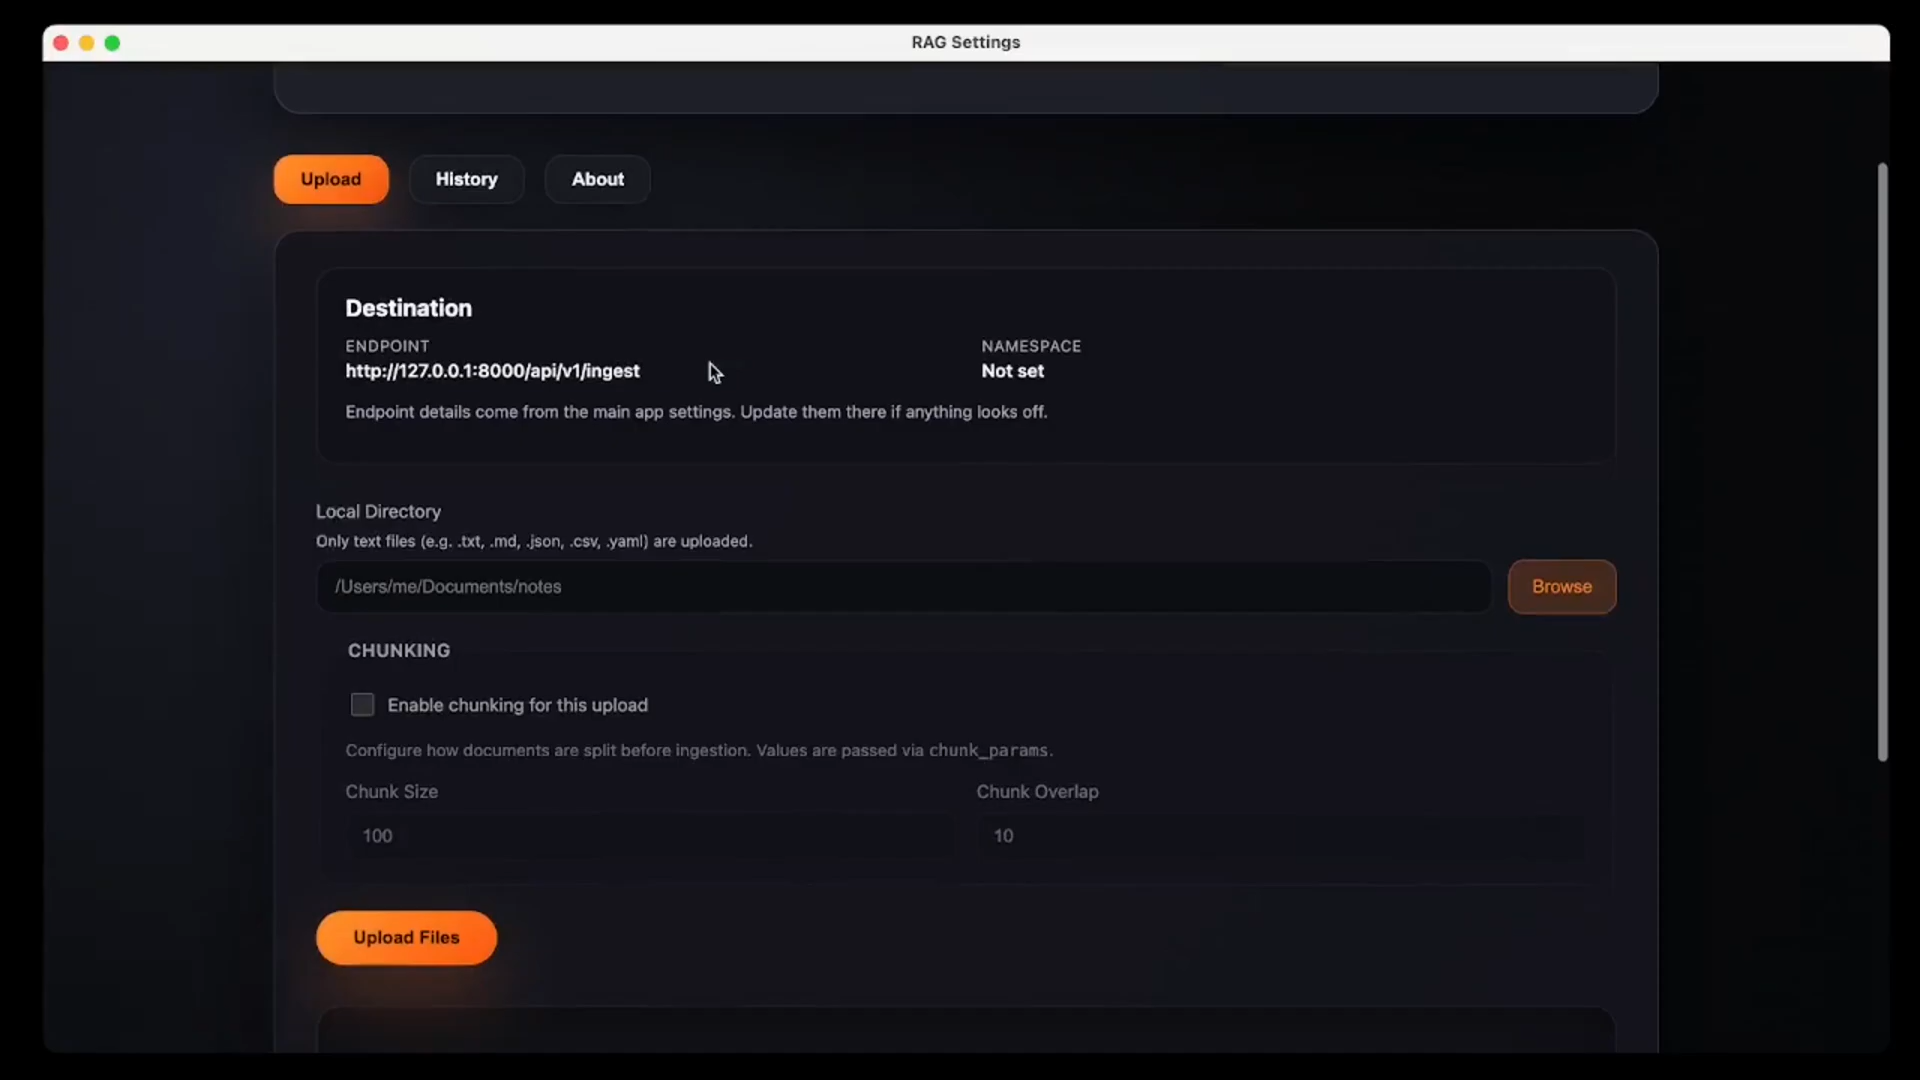 RAG Settings
Upload
History
About
Destination
ENDPOINT
NAMESPACE
http://127.0.0.1:8000/api/v1/ingest
Not set
Endpoint details come from the main app settings. Update them there if anything looks off.
Local Directory
Only text files (e.g. .txt, .md, .json, .csv, .yaml) are uploaded.
/Users/me/Documents/notes
Browse
CHUNKING
Enable chunking for this upload
Configure how documents are split before ingestion. Values are passed via chunk_params.
Chunk Size
Chunk Overlap
100
10
Upload Files